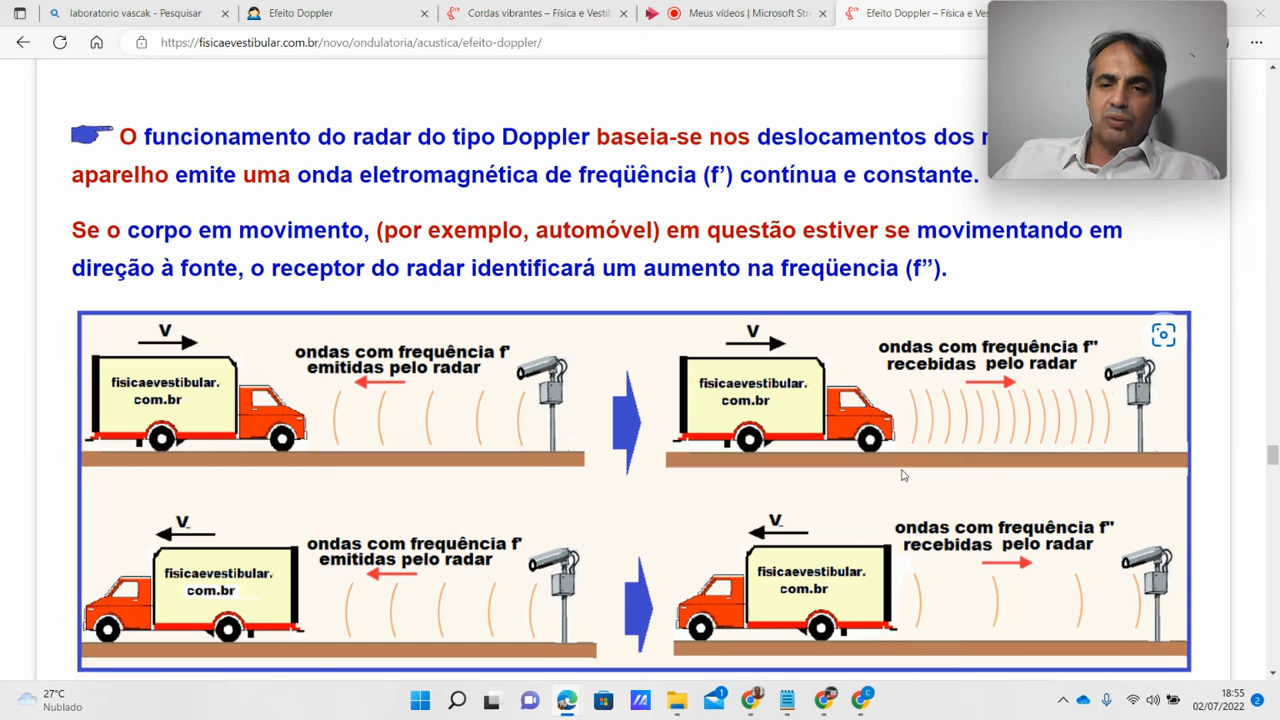 laboratorio vascak - Pesquisar
Efeito Doppler
Cordas vibrantes – Física e Vestib
Meus vídeos | Microsoft Stre
Efeito Doppler – Física e Ves
https://fisicaevestibular.com.br/novo/ondulatoria/acustica/efeito-doppler/
O funcionamento do radar do tipo Doppler baseia-se nos deslocamentos dos
aparelho emite uma onda eletromagnética de freqüência (f’) contínua e constante.
Se o corpo em movimento, (por exemplo, automóvel) em questão estiver se movimentando em
direção à fonte, o receptor do radar identificará um aumento na freqüencia (f”).
V
ondas com frequência f'
emitidas pelo radar
fisicaevestibular.
com.br
V
ondas com frequência f"
recebidas pelo radar
fisicaevestibular.
com.br
V
ondas com frequência f'
emitidas pelo radar
fisicaevestibular.
com.br
V
ondas com frequência f"
recebidas pelo radar
fisicaevestibular.
com.br
27°C
Nublado
1
18:55
02/07/2022
2